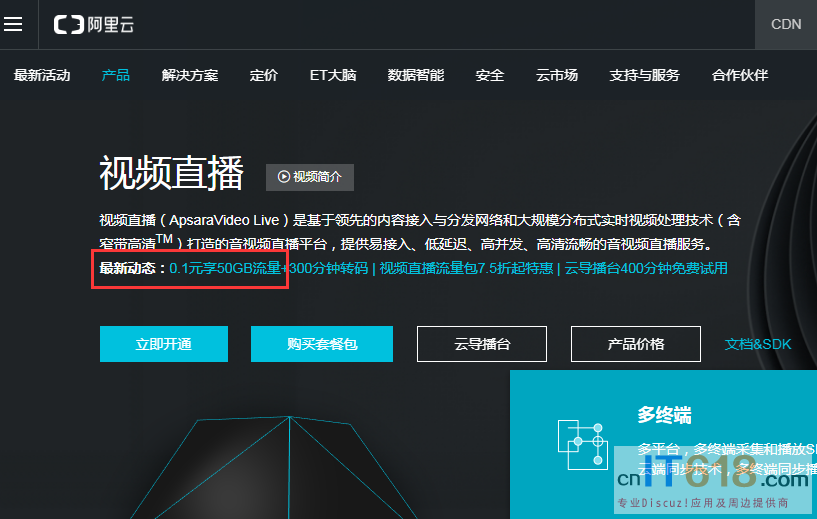 阿里云
CDN
最新活动 产品 解决方案 定价 ET大脑 数据智能 安全 云市场 支持与服务 合作伙伴
视频直播
视频简介
视频直播（ApsaraVideo Live）是基于领先的内容接入与分发网络和大规模分布式实时视频处理技术（含
窄带高清TM）打造的音视频直播平台，提供易接入、低延迟、高并发、高清流畅的音视频直播服务。
最新动态：0.1元享50GB流量+300分钟转码 | 视频直播流量包7.5折起特惠 | 云导播台400分钟免费试用
立即开通 购买套餐包 云导播台 产品价格 文档&SDK
多终端
多平台，多终端采集和播放S
云端同步技术，多终端同步播
cnIT618.com
专业Discuz!应用及周边提供商